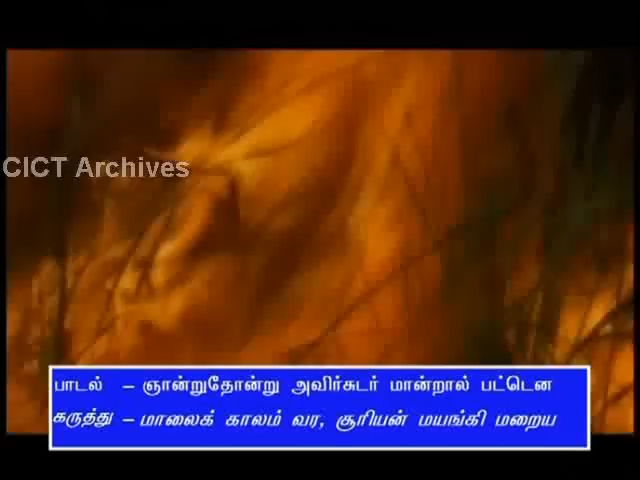 CICT Archives
பாடல் – ஞான்றுதோன்று அவிர்சுடர் மான்றால் பட்டென
கருத்து – மாலைக் காலம் வர, சூரியன் மயங்கி மறைய